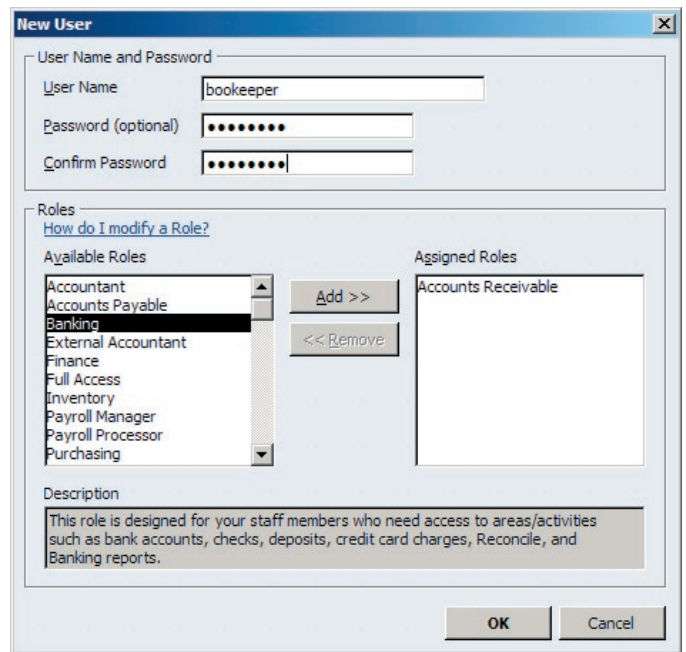 New User
User Name and Password
User Name
bookeeper
Password (optional)
●●●●●●●●
Confirm Password
●●●●●●●●
Roles
How do I modify a Role?
Available Roles
Accountant
Accounts Payable
Banking
External Accountant
Finance
Full Access
Inventory
Payroll Manager
Payroll Processor
Purchasing
Add >>
<< Remove
Assigned Roles
Accounts Receivable
Description
This role is designed for your staff members who need access to areas/activities
such as bank accounts, checks, deposits, credit card charges, Reconcile, and
Banking reports.
OK
Cancel